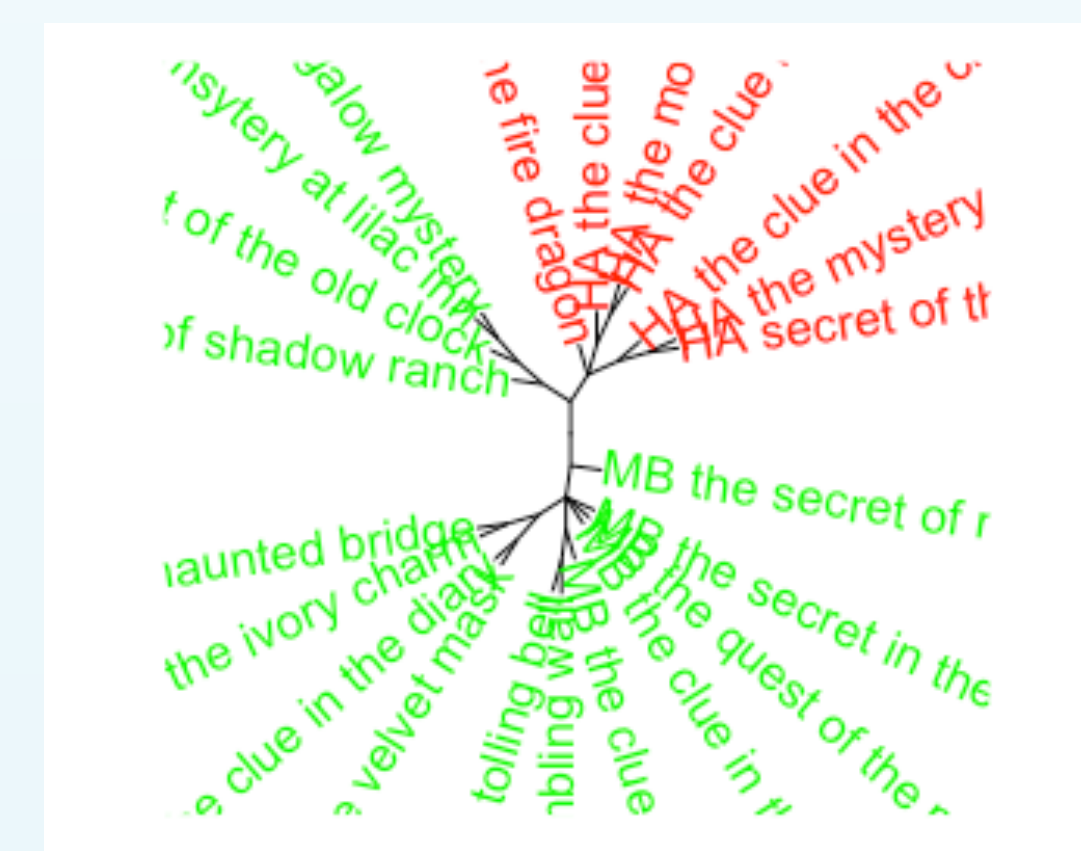 mystery
mystery at lilac inn
of the old clock
of shadow ranch
fire dragon
HA the clue
HA the
HA the clue
HA the clue in the
HA the mystery
HA secret of
MB the secret of
MB the secret in the
MB the quest of the
MB the clue in
MB the clue
tolling bell
velvet mask
clue in the diary
the ivory charm
bridge